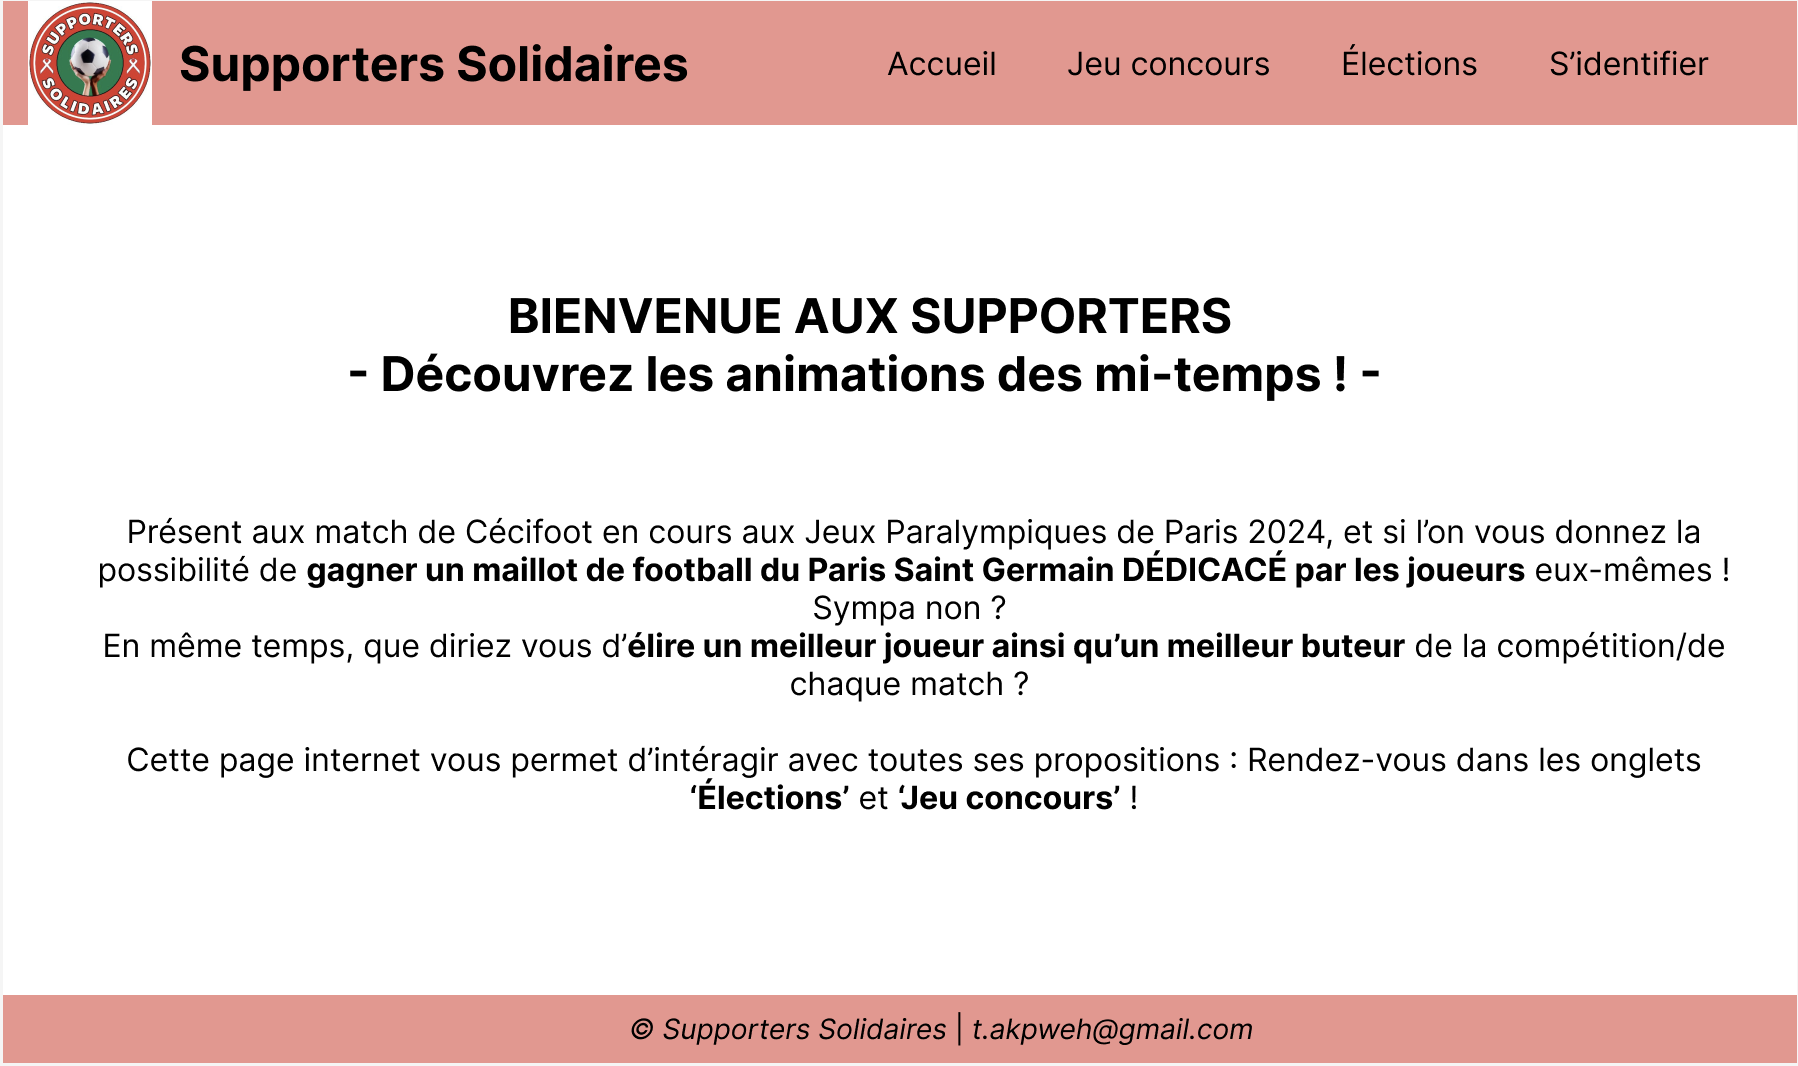 SUPPORTERS
SOLIDAIRES
Supporters Solidaires
Accueil
Jeu concours
Élections
S’identifier
BIENVENUE AUX SUPPORTERS
- Découvrez les animations des mi-temps ! -
Présent aux match de Cécifoot en cours aux Jeux Paralympiques de Paris 2024, et si l’on vous donnez la
possibilité de gagner un maillot de football du Paris Saint Germain DÉDICACÉ par les joueurs eux-mêmes !
Sympa non ?
En même temps, que diriez vous d’élire un meilleur joueur ainsi qu’un meilleur buteur de la compétition/de
chaque match ?
Cette page internet vous permet d’intéragir avec toutes ses propositions : Rendez-vous dans les onglets
‘Élections’ et ‘Jeu concours’ !
© Supporters Solidaires | t.akpweh@gmail.com